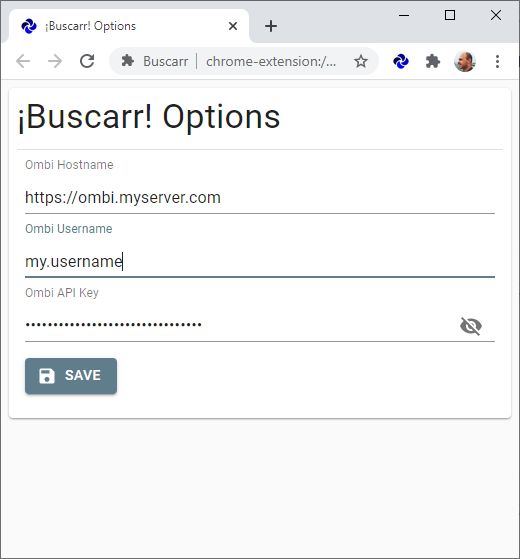 ¡Buscarr! Options
Buscarr | chrome-extension:/...
¡Buscarr! Options
Ombi Hostname
https://ombi.myserver.com
Ombi Username
my.username
Ombi API Key
••••••••••••••••••••••••••••••••
SAVE